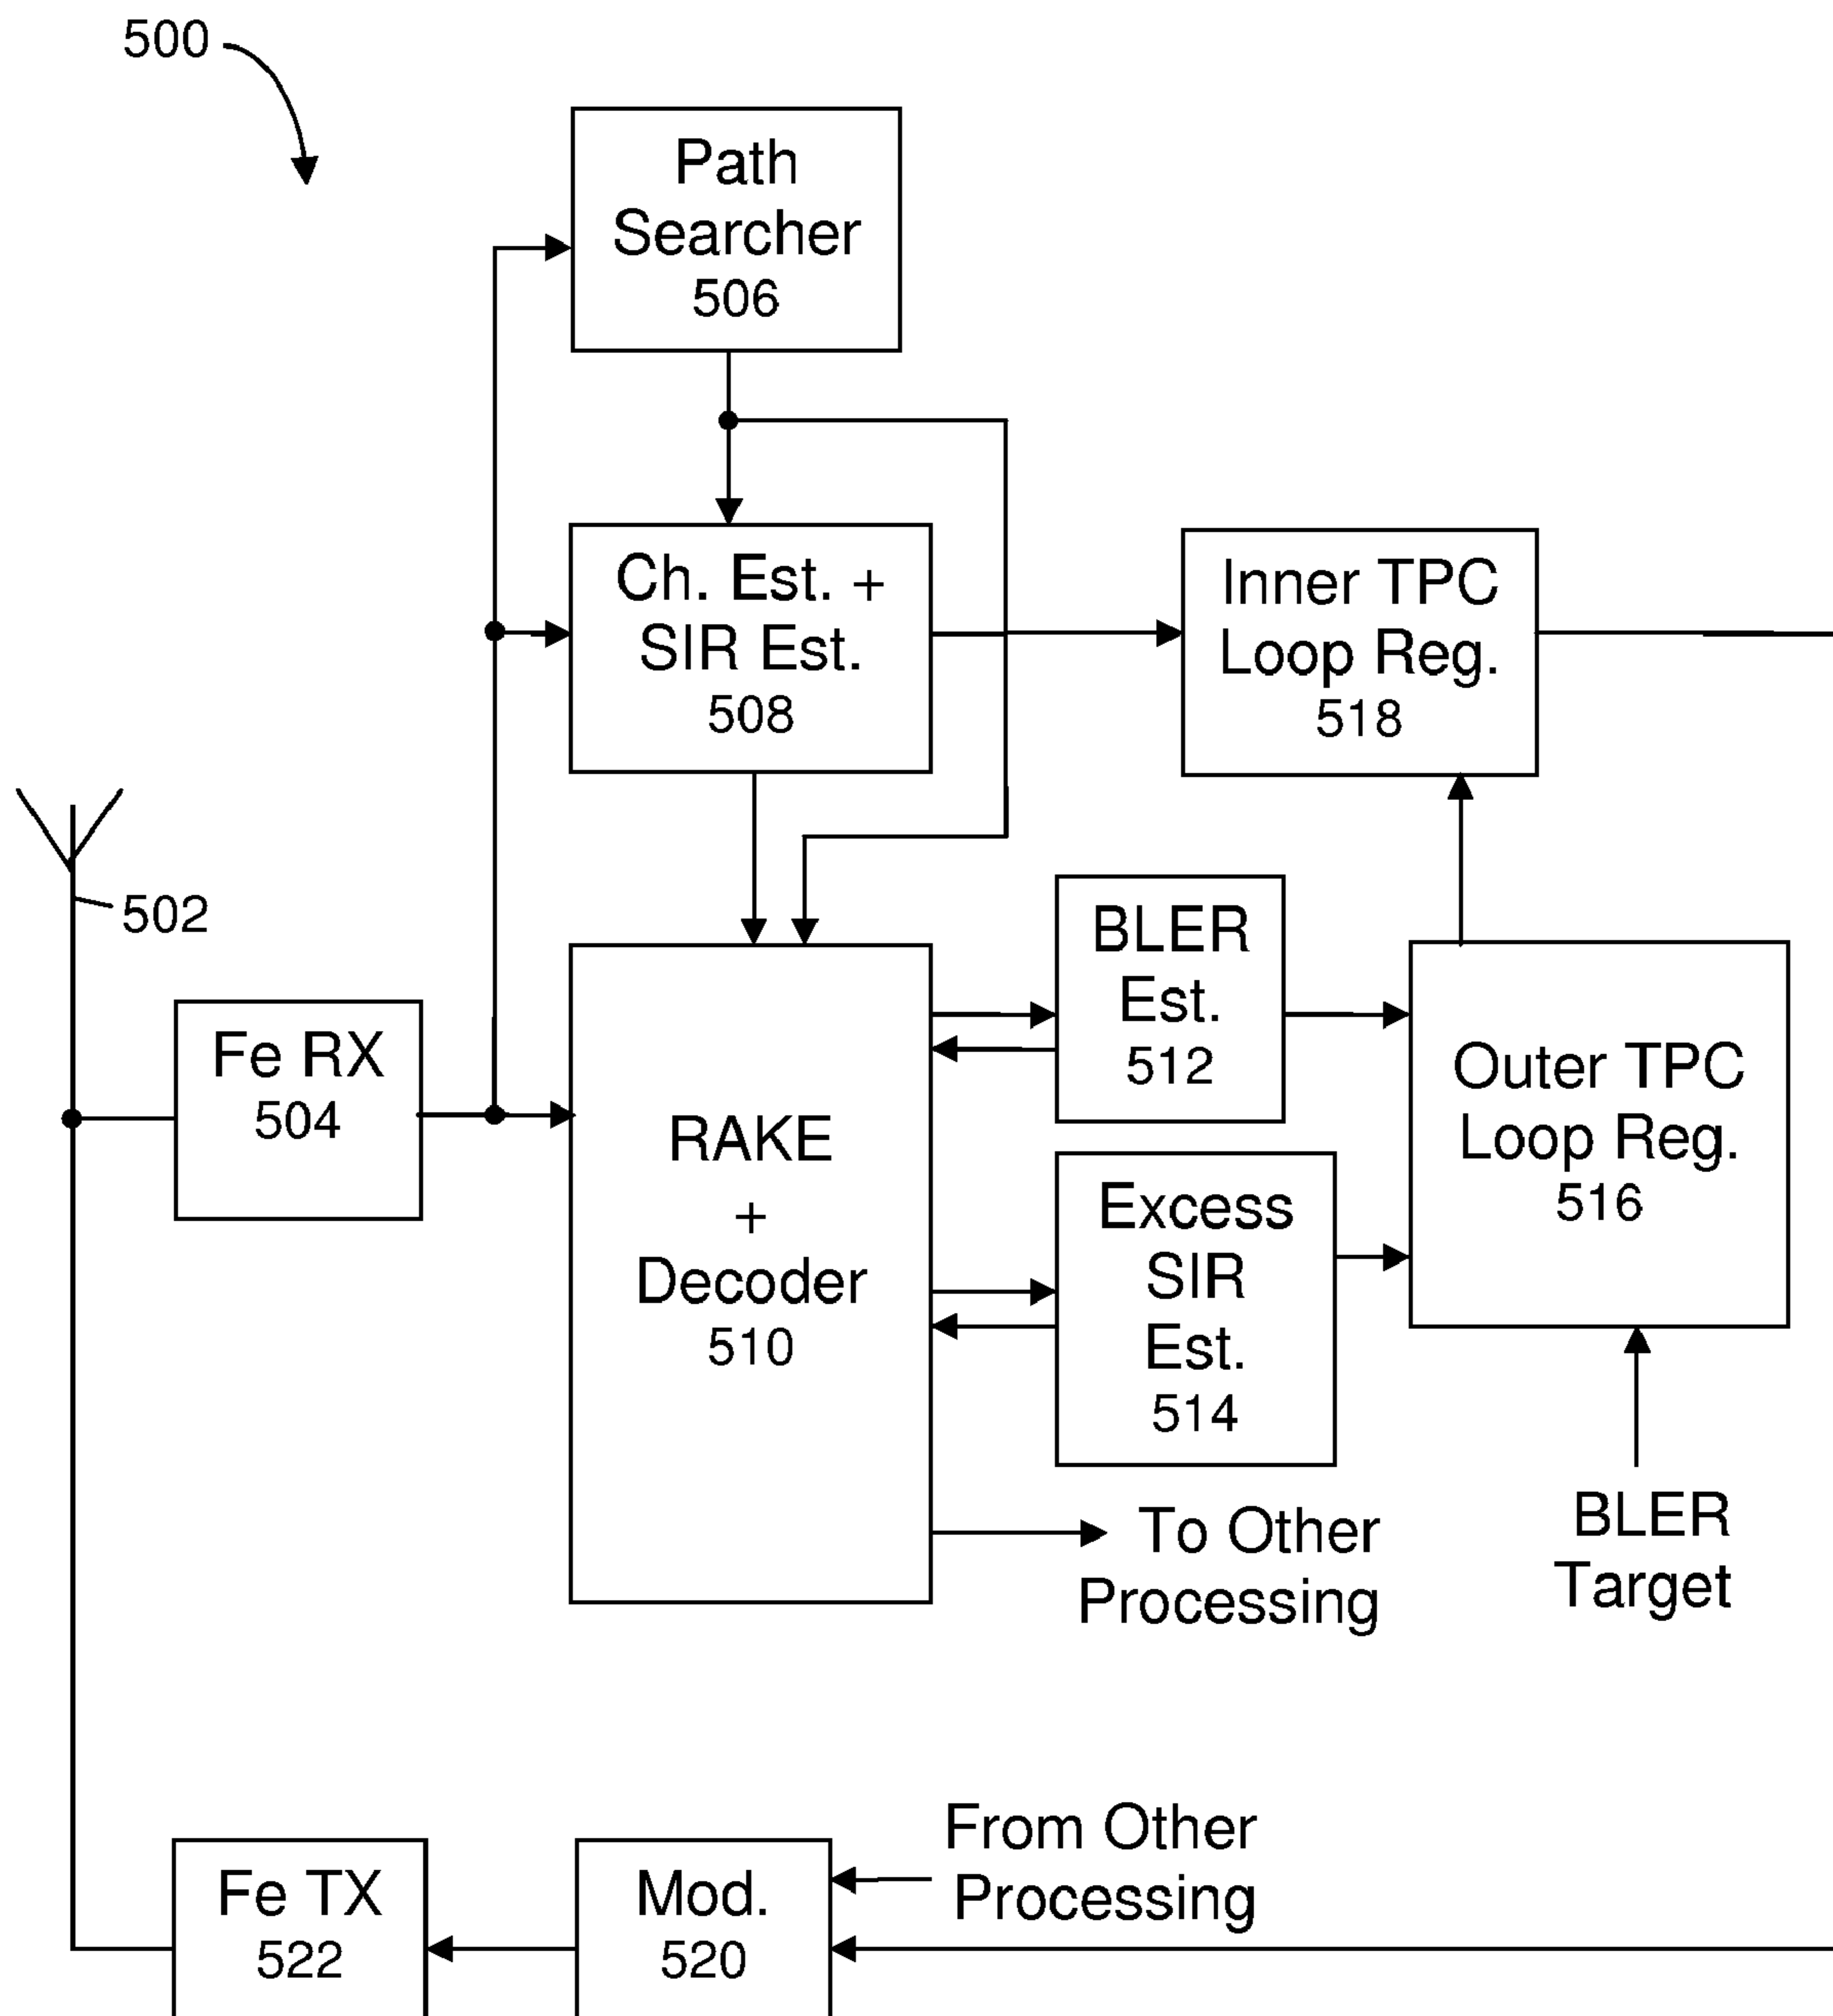 500
Path
Searcher
506
Ch. Est. +
SIR Est.
508
Inner TPC
Loop Reg.
518
502
Fe RX
504
RAKE
+
Decoder
510
BLER
Est.
512
Excess
SIR
Est.
514
Outer TPC
Loop Reg.
516
To Other
Processing
BLER
Target
From Other
Processing
Fe TX
522
Mod.
520